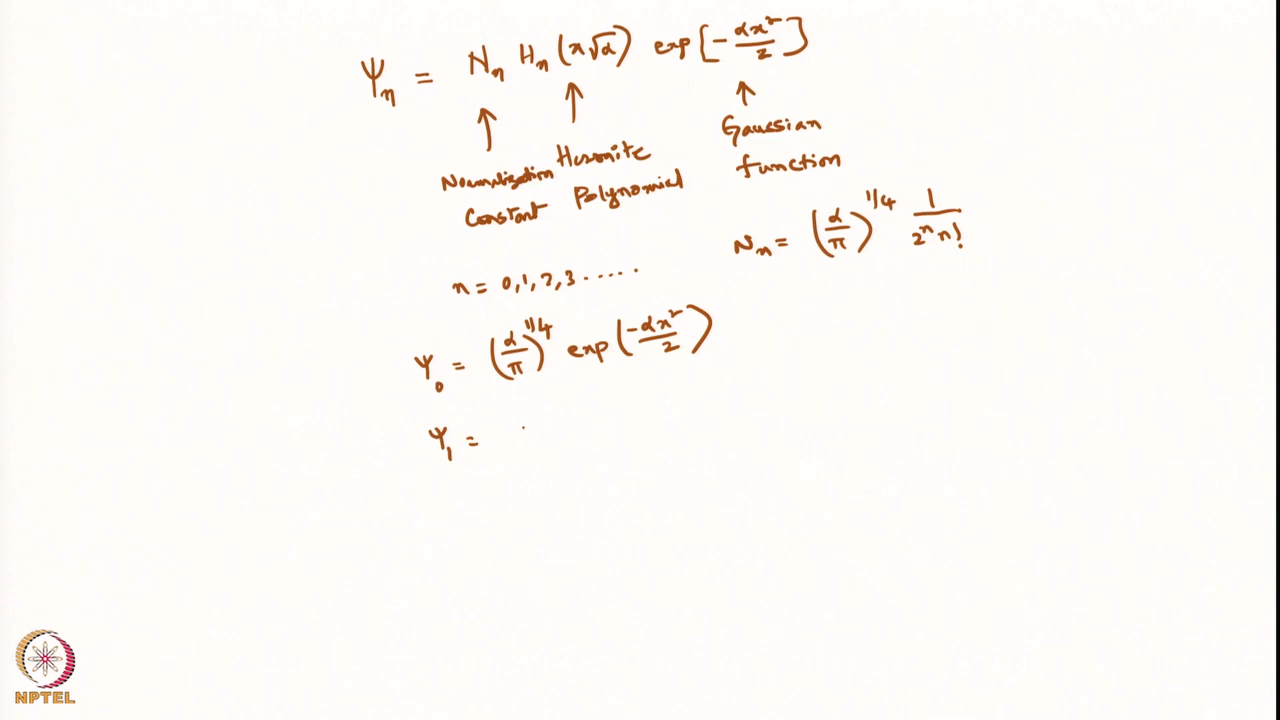 Ψn = Nn Hn (x√α) exp[-αx²/2]
↑ ↑ ↑
Normalization Constant
Hermite Polynomial
Gaussian function
Nn = (α/π)^1/4 1/2^n n!
n = 0,1,2,3.....
Ψ0 = (α/π)^1/4 exp(-αx²/2)
Ψ1 =
NPTEL